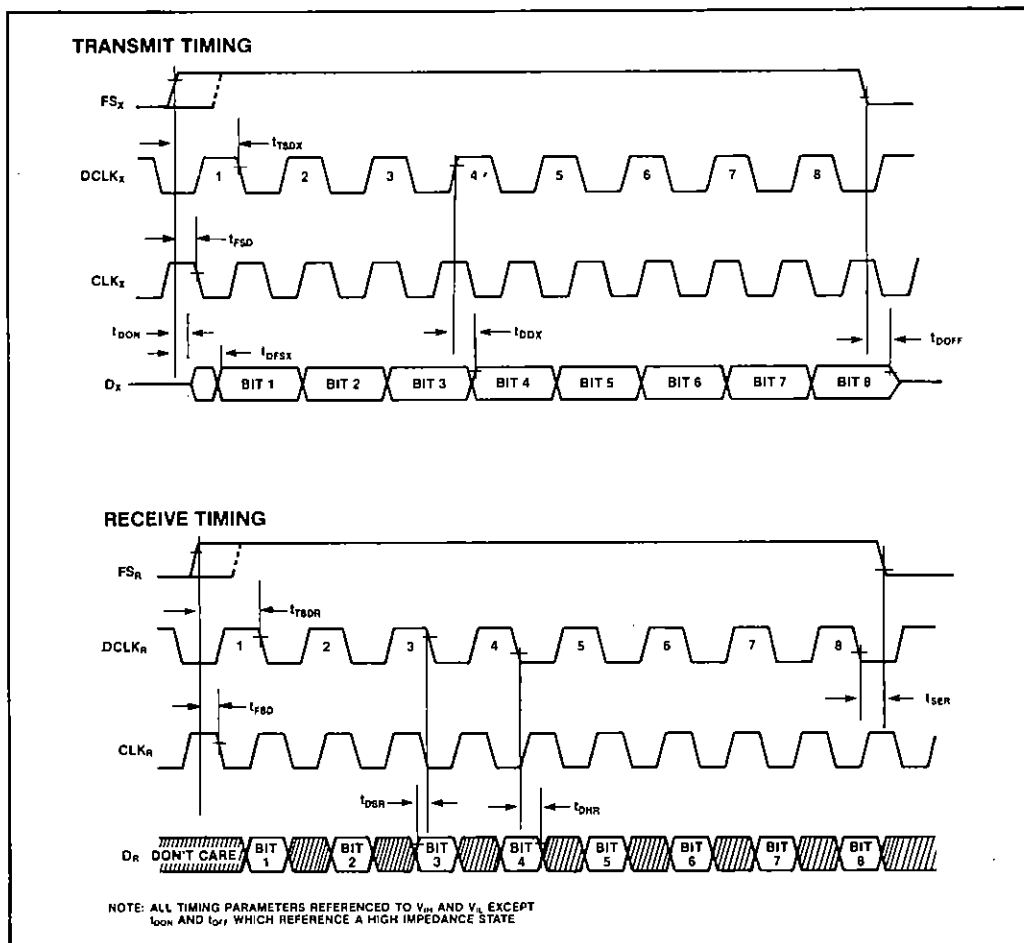 TRANSMIT TIMING
FSX
tTSDX
DCLKX
1 2 3 4 5 6 7 8
tFSD
CLKX
tDON
tDDX
tDOFF
tDFSX
DX
BIT 1 BIT 2 BIT 3 BIT 4 BIT 5 BIT 6 BIT 7 BIT 8
RECEIVE TIMING
FSR
tTSDR
DCLKR
1 2 3 4 5 6 7 8
tFSD
tSER
CLKR
tDSR
tDHR
DR DON'T CARE BIT 1 BIT 2 BIT 3 BIT 4 BIT 5 BIT 6 BIT 7 BIT 8
NOTE: ALL TIMING PARAMETERS REFERENCED TO VIH AND VIL EXCEPT
tDON AND tOFF WHICH REFERENCE A HIGH IMPEDANCE STATE